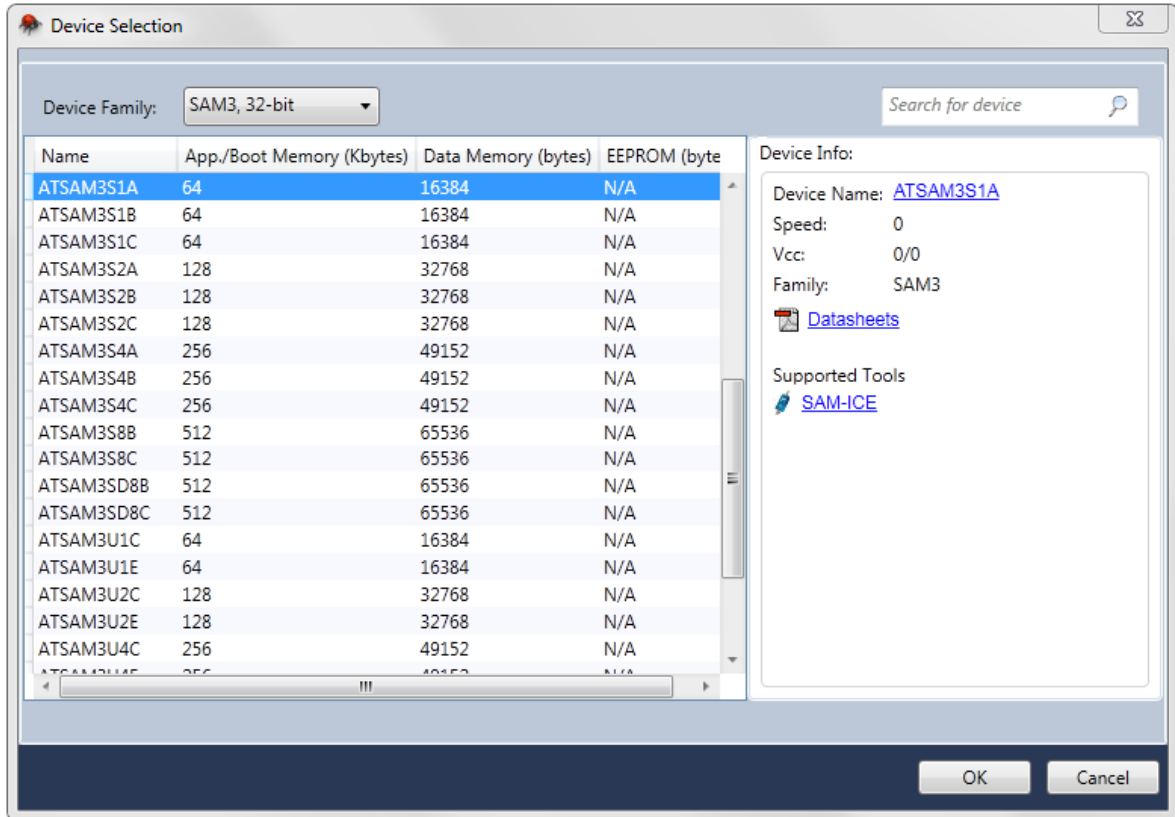 Device Selection
Device Family: SAM3, 32-bit Search for device
Name App./Boot Memory (Kbytes) Data Memory (bytes) EEPROM (byte
ATSAM3S1A 64 16384 N/A
ATSAM3S1B 64 16384 N/A
ATSAM3S1C 64 16384 N/A
ATSAM3S2A 128 32768 N/A
ATSAM3S2B 128 32768 N/A
ATSAM3S2C 128 32768 N/A
ATSAM3S4A 256 49152 N/A
ATSAM3S4B 256 49152 N/A
ATSAM3S4C 256 49152 N/A
ATSAM3S8B 512 65536 N/A
ATSAM3S8C 512 65536 N/A
ATSAM3SD8B 512 65536 N/A
ATSAM3SD8C 512 65536 N/A
ATSAM3U1C 64 16384 N/A
ATSAM3U1E 64 16384 N/A
ATSAM3U2C 128 32768 N/A
ATSAM3U2E 128 32768 N/A
ATSAM3U4C 256 49152 N/A
Device Info:
Device Name: ATSAM3S1A
Speed: 0
Vcc: 0/0
Family: SAM3
Datasheets
Supported Tools
SAM-ICE
OK Cancel